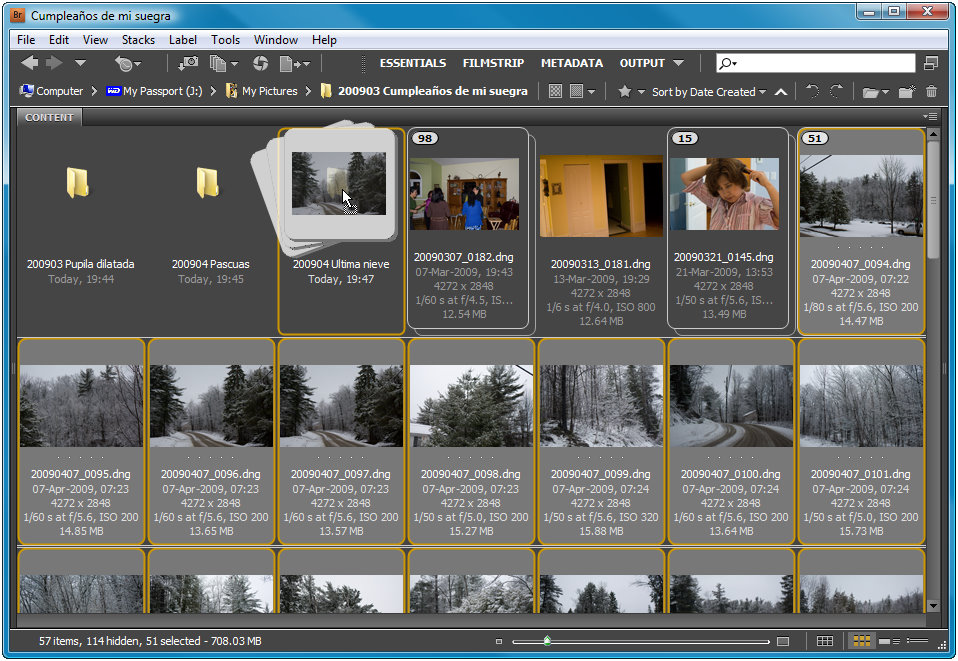 Br Cumpleaños de mi suegra
File Edit View Stacks Label Tools Window Help
ESSENTIALS FILMSTRIP METADATA OUTPUT
Computer WD My Passport (J:) My Pictures 200903 Cumpleaños de mi suegra Sort by Date Created
CONTENT
98
15
51
200903 Pupila dilatada
Today, 19:44
200904 Pascuas
Today, 19:45
200904 Ultima nieve
Today, 19:47
20090307_0182.dng
07-Mar-2009, 19:43
4272 x 2848
1/60 s at f/4.5, IS...
12.54 MB
20090313_0181.dng
13-Mar-2009, 19:29
4272 x 2848
1/6 s at f/4.0, ISO 800
12.64 MB
20090321_0145.dng
21-Mar-2009, 13:53
4272 x 2848
1/50 s at f/5.6, IS...
13.49 MB
20090407_0094.dng
07-Apr-2009, 07:22
4272 x 2848
1/80 s at f/5.6, ISO 200
14.47 MB
20090407_0095.dng
07-Apr-2009, 07:23
4272 x 2848
1/60 s at f/5.6, ISO 200
14.85 MB
20090407_0096.dng
07-Apr-2009, 07:23
4272 x 2848
1/60 s at f/5.6, ISO 200
13.65 MB
20090407_0097.dng
07-Apr-2009, 07:23
4272 x 2848
1/60 s at f/5.6, ISO 200
13.57 MB
20090407_0098.dng
07-Apr-2009, 07:23
4272 x 2848
1/50 s at f/5.0, ISO 200
15.27 MB
20090407_0099.dng
07-Apr-2009, 07:24
4272 x 2848
1/50 s at f/5.6, ISO 320
15.88 MB
20090407_0100.dng
07-Apr-2009, 07:24
4272 x 2848
1/60 s at f/5.6, ISO 200
13.64 MB
20090407_0101.dng
07-Apr-2009, 07:24
4272 x 2848
1/50 s at f/5.0, ISO 200
15.73 MB
57 items, 114 hidden, 51 selected - 708.03 MB